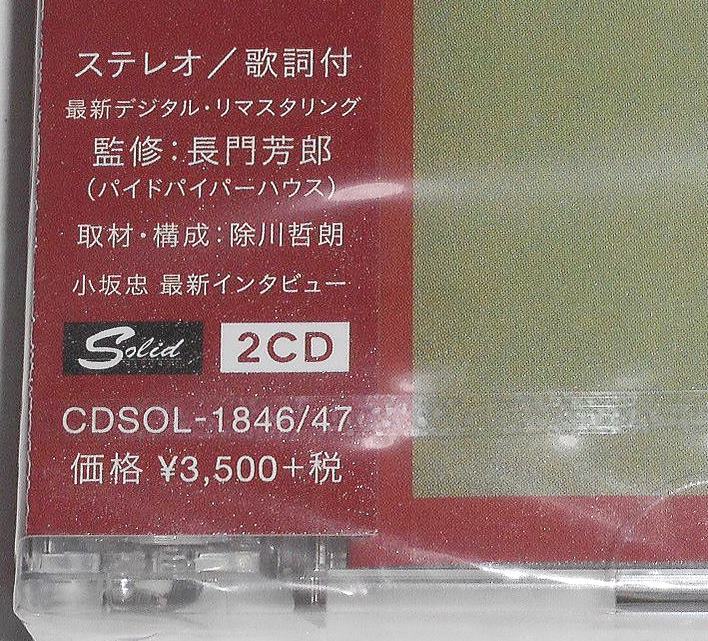 ステレオ／歌詞付
最新デジタル・リマスタリング
監修：長門芳郎
（パイドパイパーハウス）
取材・構成：除川哲朗
小坂忠 最新インタビュー
Solid 2CD
CDSOL-1846/47
価格 ¥3,500＋税